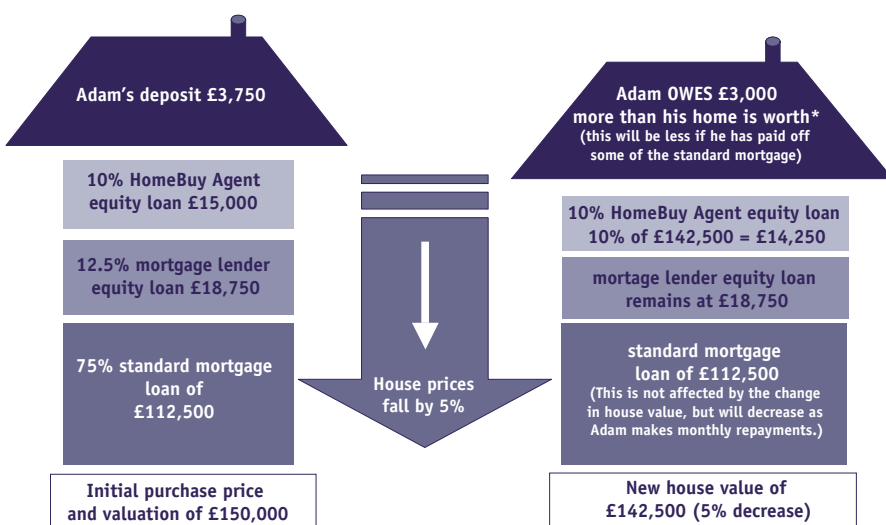 Adam's deposit £3,750
10% HomeBuy Agent
equity loan £15,000
12.5% mortgage lender
equity loan £18,750
75% standard mortgage
loan of
£112,500
Initial purchase price
and valuation of £150,000
House prices
fall by 5%
Adam OWES £3,000
more than his home is worth*
(this will be less if he has paid off
some of the standard mortgage)
10% HomeBuy Agent equity loan
10% of £142,500 = £14,250
mortage lender equity loan
remains at £18,750
standard mortgage
loan of £112,500
(This is not affected by the change
in house value, but will decrease as
Adam makes monthly repayments.)
New house value of
£142,500 (5% decrease)